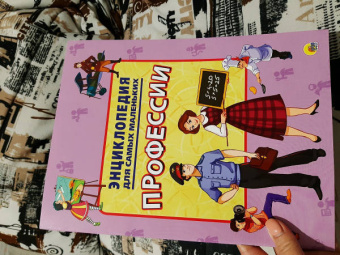 ЭНЦИКЛОПЕДИЯ
ДЛЯ САМЫХ МАЛЕНЬКИХ
ПРОФЕССИИ